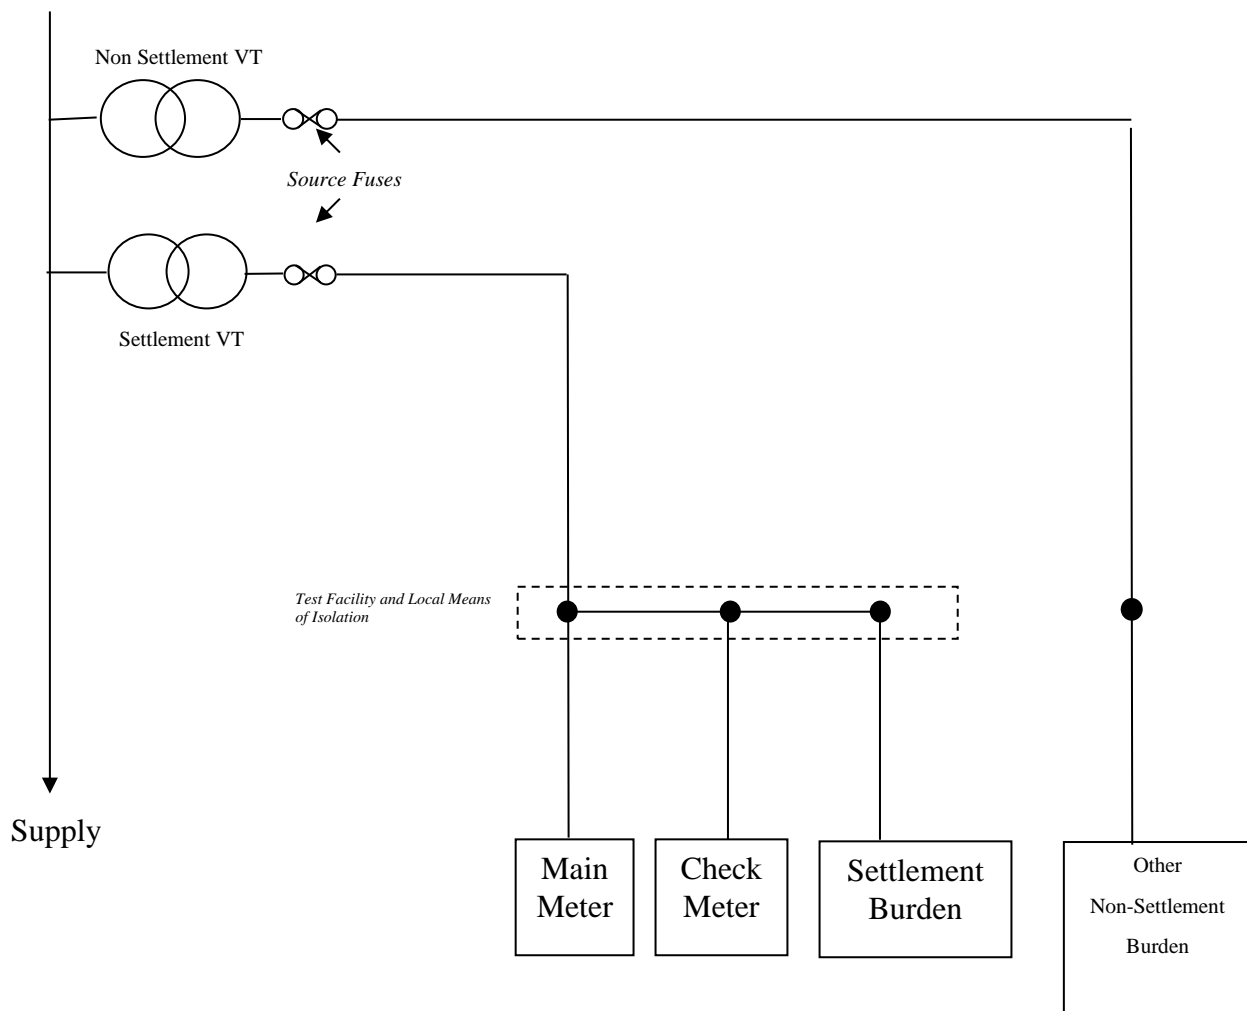 Non Settlement VT
Source Fuses
Settlement VT
Test Facility and Local Means
of Isolation
Supply
Main
Meter
Check
Meter
Settlement
Burden
Other
Non-Settlement
Burden